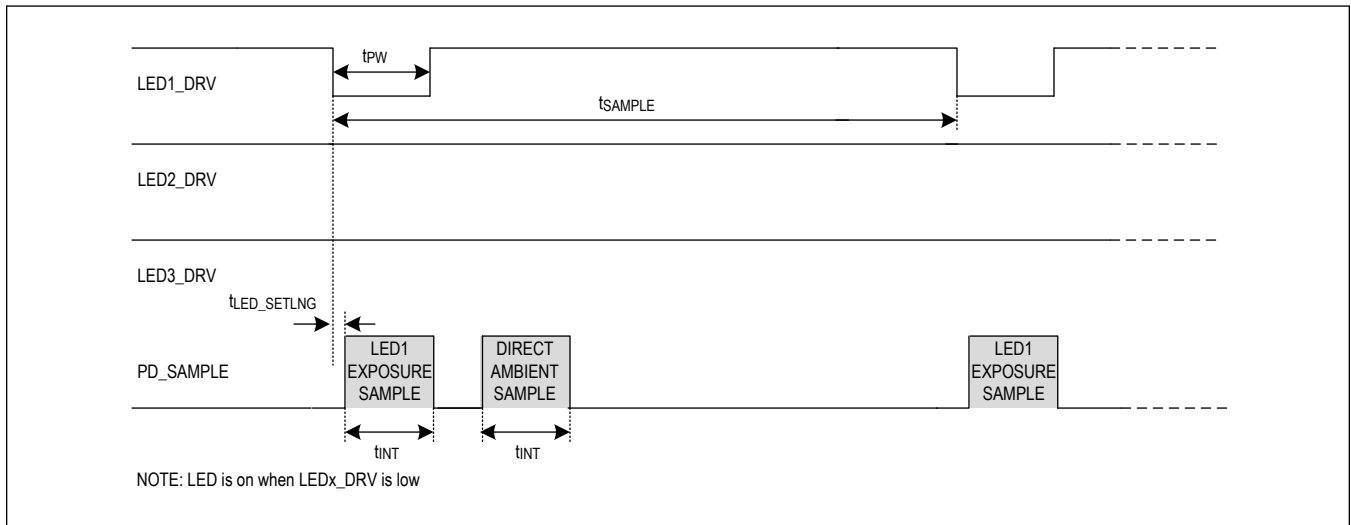 tPW
LED1_DRV
tSAMPLE
LED2_DRV
LED3_DRV
tLED_SETLNG
PD_SAMPLE
LED1
EXPOSURE
SAMPLE
DIRECT
AMBIENT
SAMPLE
LED1
EXPOSURE
SAMPLE
tINT
tINT
NOTE: LED is on when LEDx_DRV is low